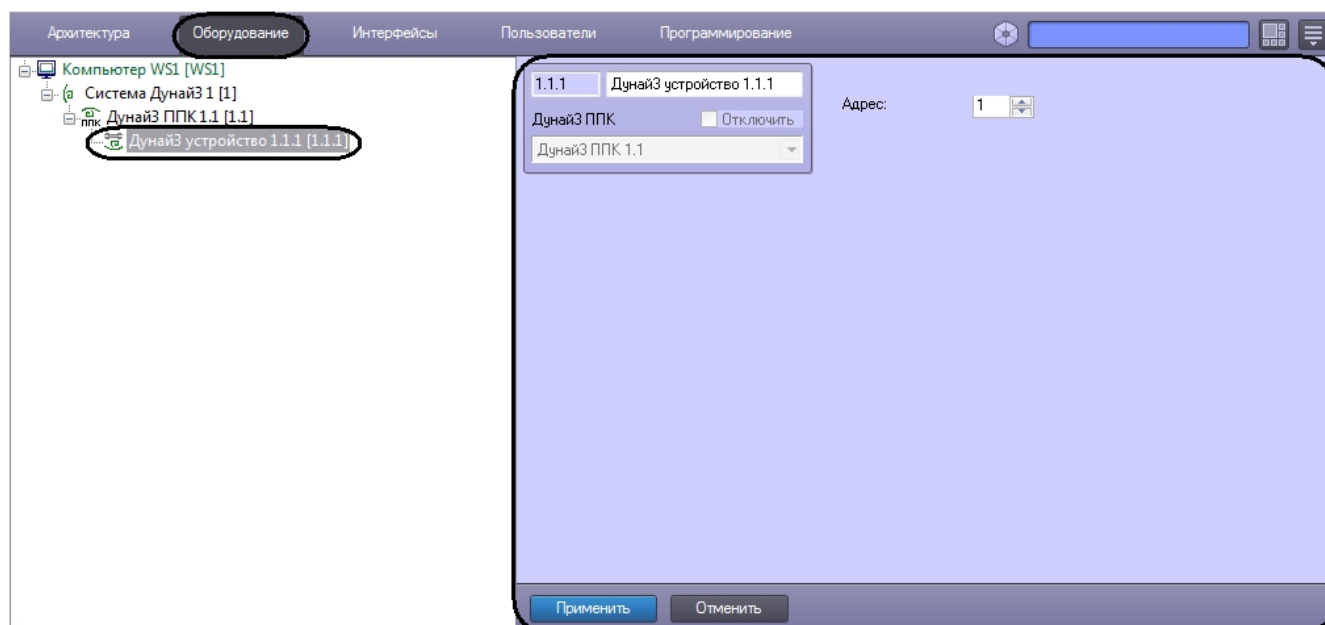 Архитектура Оборудование Интерфейсы Пользователи Программирование
Компьютер WS1 [WS1]
Система Дунай3 1 [1]
ппк Дунай3 ППК 1.1 [1.1]
Дунай3 устройство 1.1.1 [1.1.1]
1.1.1 Дунай3 устройство 1.1.1
Адрес: 1
Дунай3 ППК Отключить
Дунай3 ППК 1.1
Применить Отменить